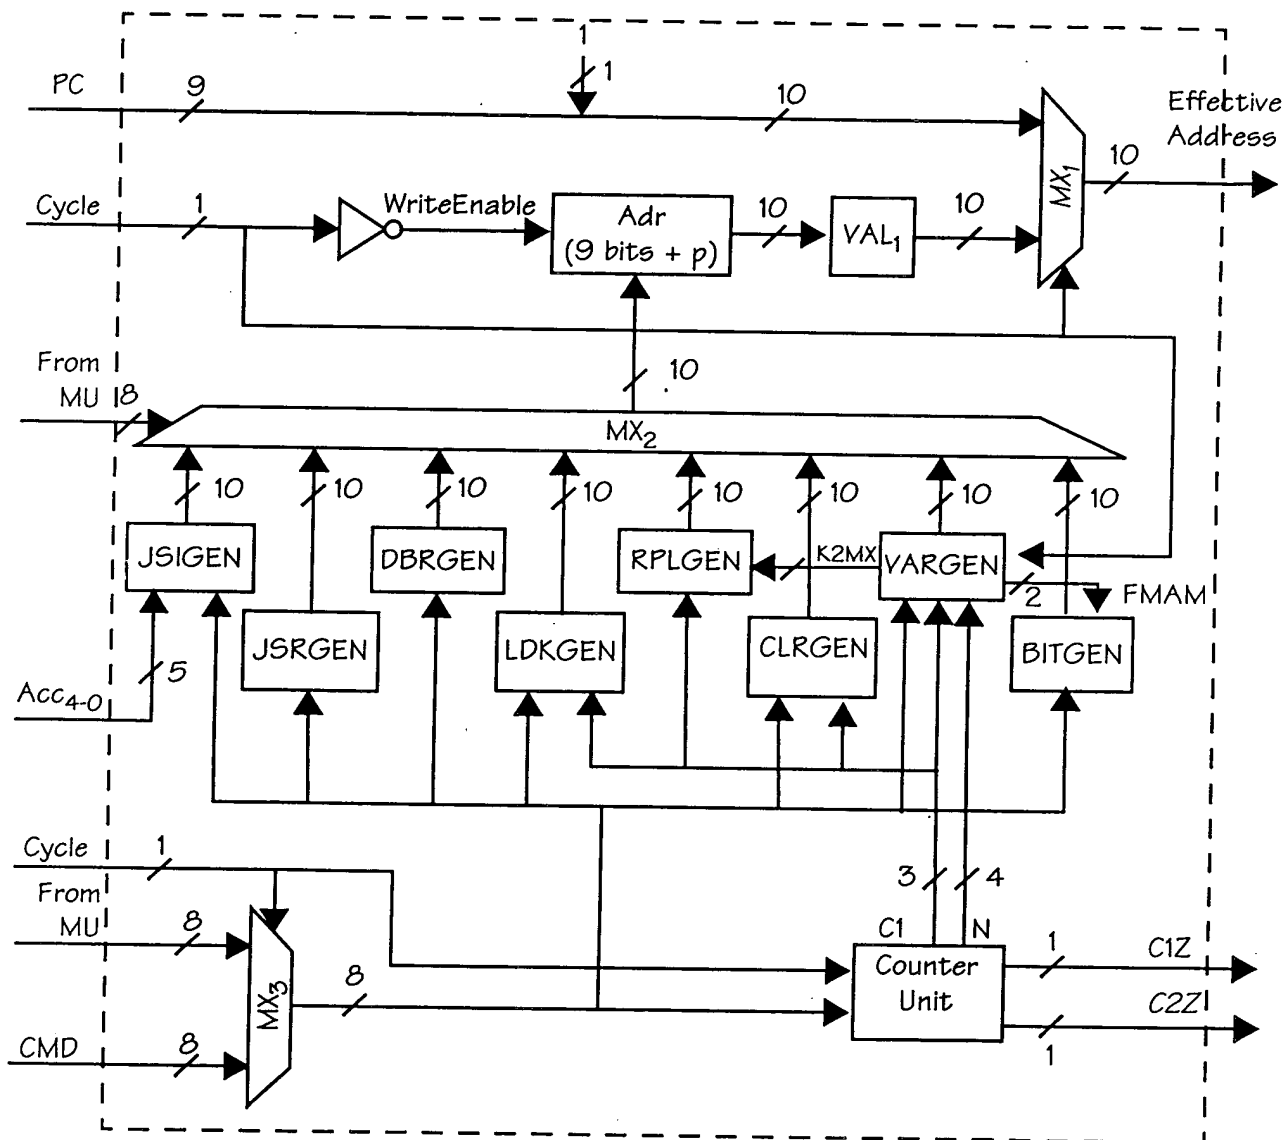 1
PC
9
1
10
Effective
Address
10
MX1
Cycle
1
WriteEnable
Adr
(9 bits + p)
10
VAL1
10
From
MU
8
10
MX2
10
10
10
10
10
10
10
10
JSIGEN
DBRGEN
RPLGEN
K2MX
VARGEN
2
FMAM
JSRGEN
LDKGEN
CLRGEN
BITGEN
5
Acc4-0
Cycle
1
From
MU
8
MX3
8
CMD
8
3
4
C1
N
Counter
Unit
1
C1Z
C2Z
1